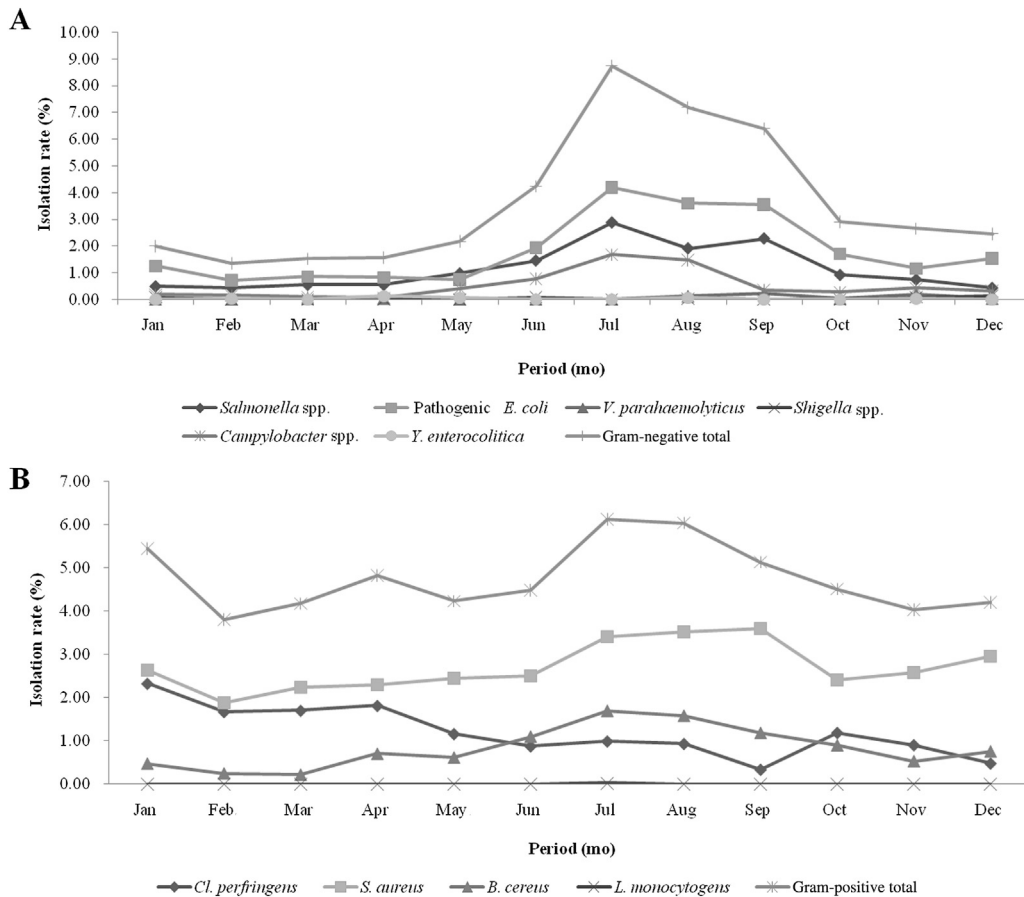 A
10.00
9.00
8.00
7.00
6.00
5.00
4.00
3.00
2.00
1.00
0.00
Isolation rate (%)
Jan Feb Mar Apr May Jun Jul Aug Sep Oct Nov Dec
Period (mo)
Salmonella spp. Pathogenic E. coli V. parahaemolyticus Shigella spp.
Campylobacter spp. Y. enterocolitica Gram-negative total
B
7.00
6.00
5.00
4.00
3.00
2.00
1.00
0.00
Isolation rate (%)
Jan Feb Mar Apr May Jun Jul Aug Sep Oct Nov Dec
Period (mo)
Cl. perfringens S. aureus B. cereus L. monocytogens Gram-positive total